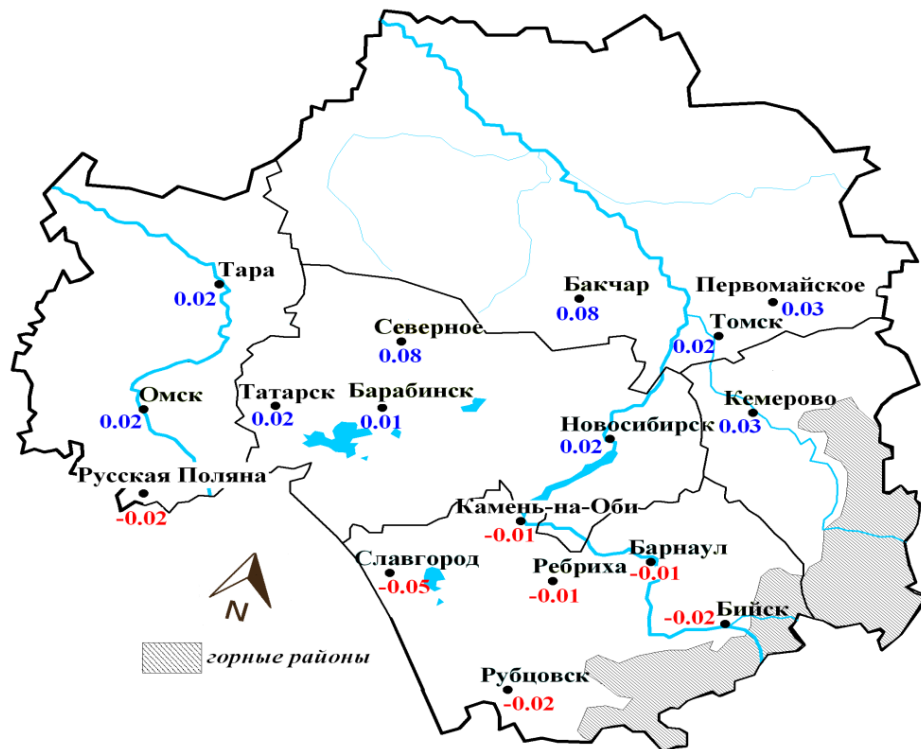 Тара
0.02
Бакчар
0.08
Первомайское
0.03
Северное
0.08
Томск
0.02
Омск
0.02
Татарск
0.02
Барабинск
0.01
Новосибирск
0.02
Кемерово
0.03
Русская Поляна
-0.02
Камень-на-Оби
-0.01
Славгород
-0.05
Ребриха
-0.01
Барнаул
-0.01
Бийск
-0.02
N
горные районы
Рубцовск
-0.02